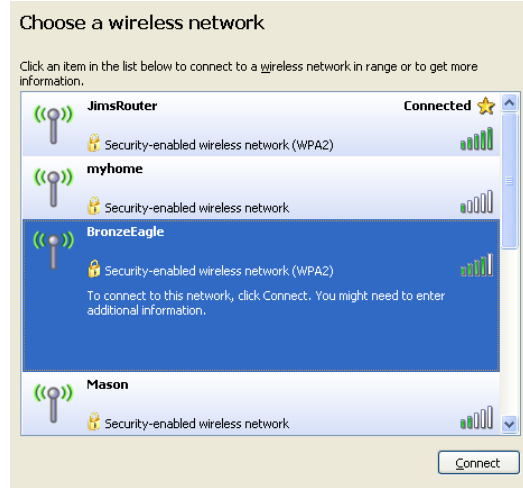 Choose a wireless network
Click an item in the list below to connect to a wireless network in range or to get more
information.
JimsRouter
Connected
Security-enabled wireless network (WPA2)
myhome
Security-enabled wireless network
BronzeEagle
Security-enabled wireless network (WPA2)
To connect to this network, click Connect. You might need to enter
additional information.
Mason
Security-enabled wireless network
Connect